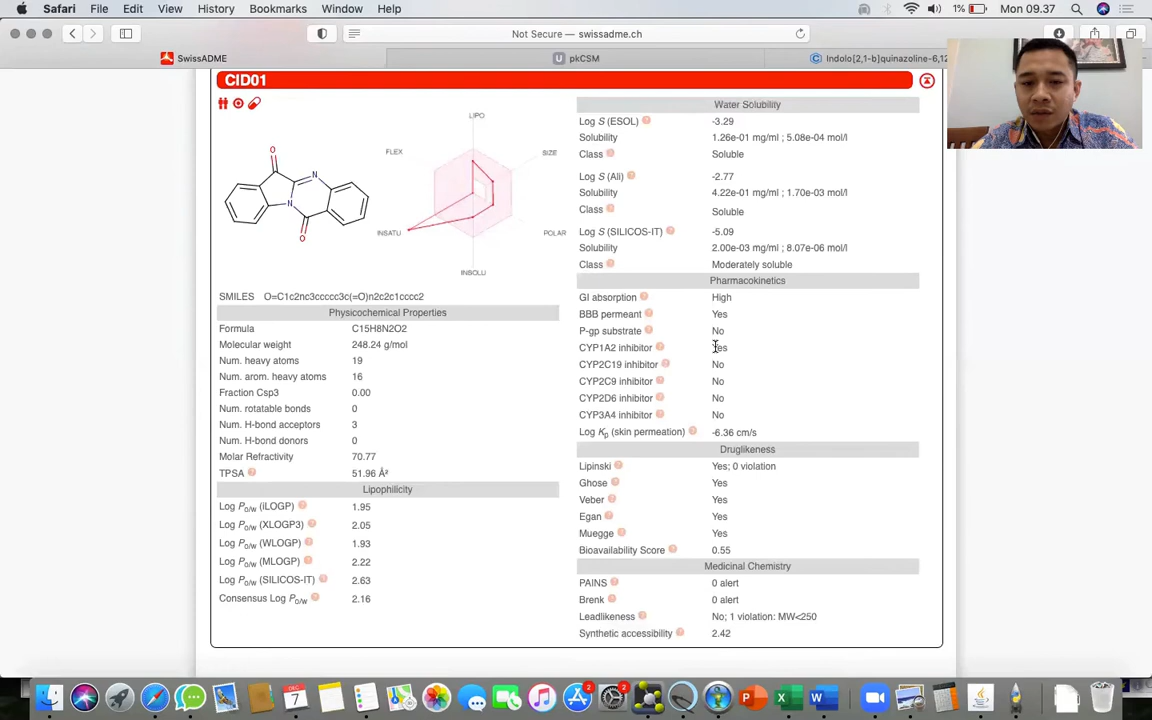 Safari File Edit View History Bookmarks Window Help 1% Mon 09.37
Not Secure — swissadme.ch
SwissADME pkCSM Indolo[2,1-b]quinazoline-6,12
CID01
LIPO
FLEX SIZE
INSATU POLAR
INSOLU
O
N
N
O
SMILES O=C1c2nc3ccccc3c(=O)n2c2c1cccc2
Physicochemical Properties
Formula C15H8N2O2
Molecular weight 248.24 g/mol
Num. heavy atoms 19
Num. arom. heavy atoms 16
Fraction Csp3 0.00
Num. rotatable bonds 0
Num. H-bond acceptors 3
Num. H-bond donors 0
Molar Refractivity 70.77
TPSA ? 51.96 Å²
Lipophilicity
Log Po/w (iLOGP) ? 1.95
Log Po/w (XLOGP3) ? 2.05
Log Po/w (WLOGP) ? 1.93
Log Po/w (MLOGP) ? 2.22
Log Po/w (SILICOS-IT) ? 2.63
Consensus Log Po/w ? 2.16
Water Solubility
Log S (ESOL) ? -3.29
Solubility 1.26e-01 mg/ml ; 5.08e-04 mol/l
Class ? Soluble
Log S (Ali) ? -2.77
Solubility 4.22e-01 mg/ml ; 1.70e-03 mol/l
Class ? Soluble
Log S (SILICOS-IT) ? -5.09
Solubility 2.00e-03 mg/ml ; 8.07e-06 mol/l
Class ? Moderately soluble
Pharmacokinetics
GI absorption ? High
BBB permeant ? Yes
P-gp substrate ? No
CYP1A2 inhibitor ? Yes
CYP2C19 inhibitor ? No
CYP2C9 inhibitor ? No
CYP2D6 inhibitor ? No
CYP3A4 inhibitor ? No
Log Kp (skin permeation) ? -6.36 cm/s
Druglikeness
Lipinski ? Yes; 0 violation
Ghose ? Yes
Veber ? Yes
Egan ? Yes
Muegge ? Yes
Bioavailability Score ? 0.55
Medicinal Chemistry
PAINS ? 0 alert
Brenk ? 0 alert
Leadlikeness ? No; 1 violation: MW<250
Synthetic accessibility ? 2.42
DEC
7
2
2